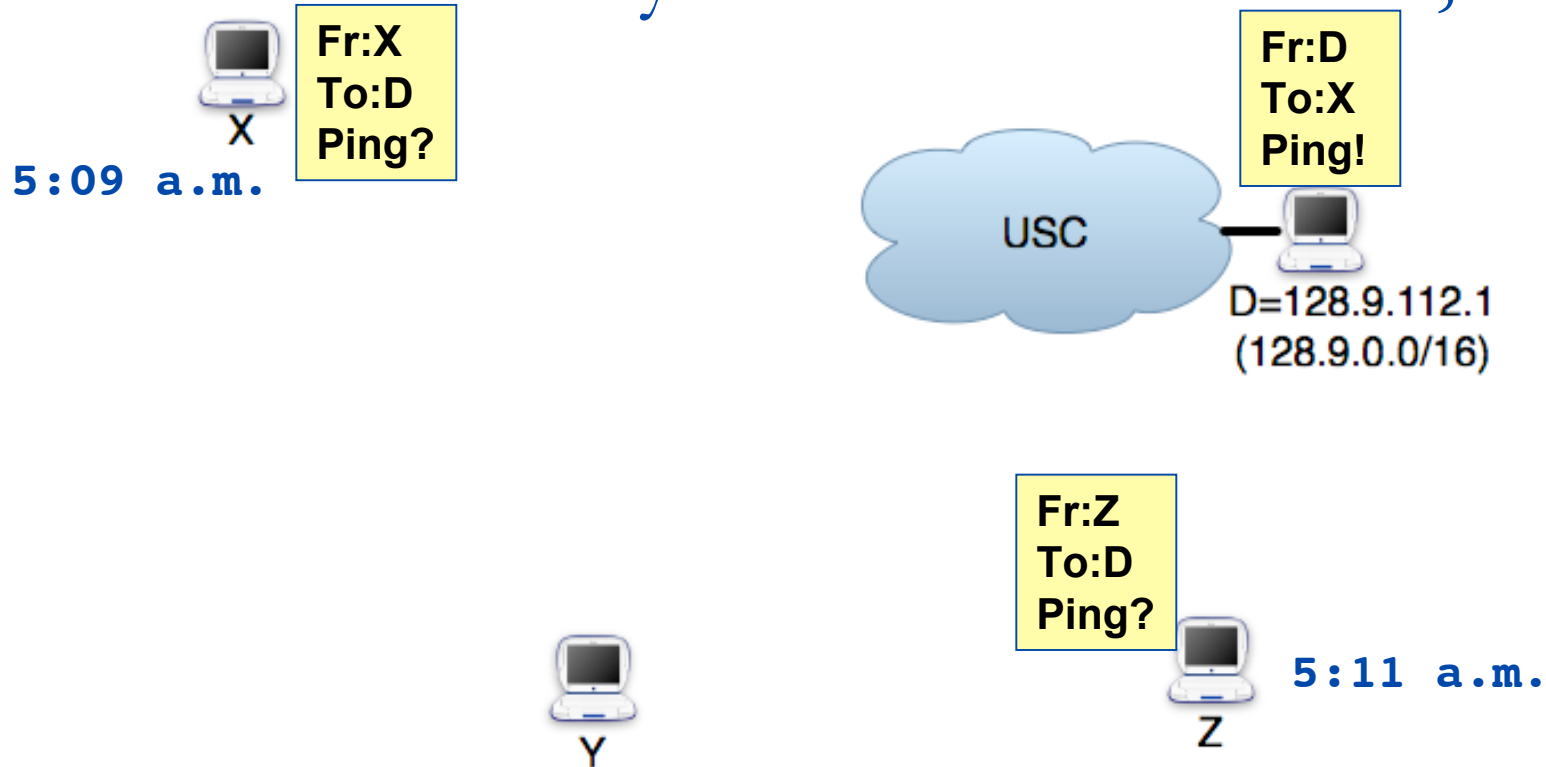 Fr:X
To:D
Ping?
X
5:09 a.m.
Fr:D
To:X
Ping!
USC
D=128.9.112.1
(128.9.0.0/16)
Fr:Z
To:D
Ping?
5:11 a.m.
Z
Y